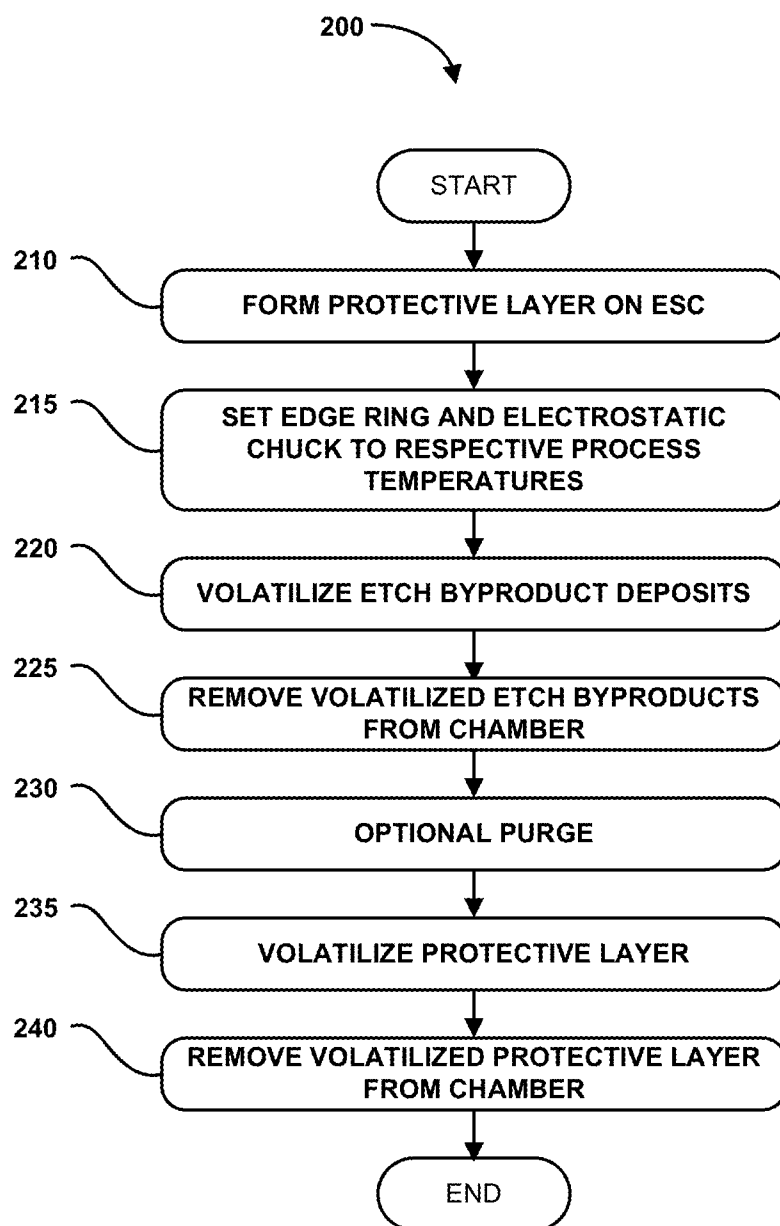 200
START
210
FORM PROTECTIVE LAYER ON ESC
215
SET EDGE RING AND ELECTROSTATIC
CHUCK TO RESPECTIVE PROCESS
TEMPERATURES
220
VOLATILIZE ETCH BYPRODUCT DEPOSITS
225
REMOVE VOLATILIZED ETCH BYPRODUCTS
FROM CHAMBER
230
OPTIONAL PURGE
235
VOLATILIZE PROTECTIVE LAYER
240
REMOVE VOLATILIZED PROTECTIVE LAYER
FROM CHAMBER
END